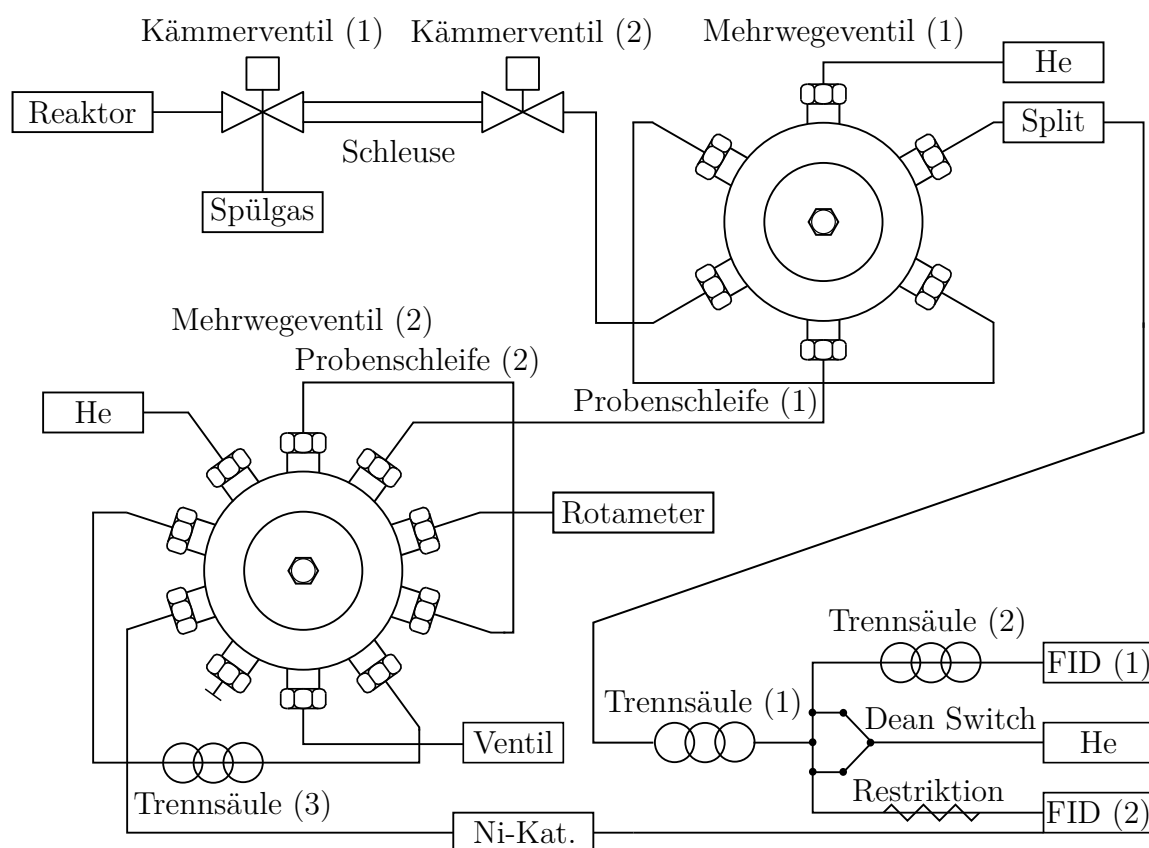 Kämmerventil (1)
Kämmerventil (2)
Mehrwegeventil (1)
He
Reaktor
Split
Schleuse
Spülgas
Mehrwegeventil (2)
Probenschleife (2)
He
Probenschleife (1)
Rotameter
Trennsäule (2)
FID (1)
Trennsäule (1)
Dean Switch
Ventil
He
Restriktion
Trennsäule (3)
FID (2)
Ni-Kat.